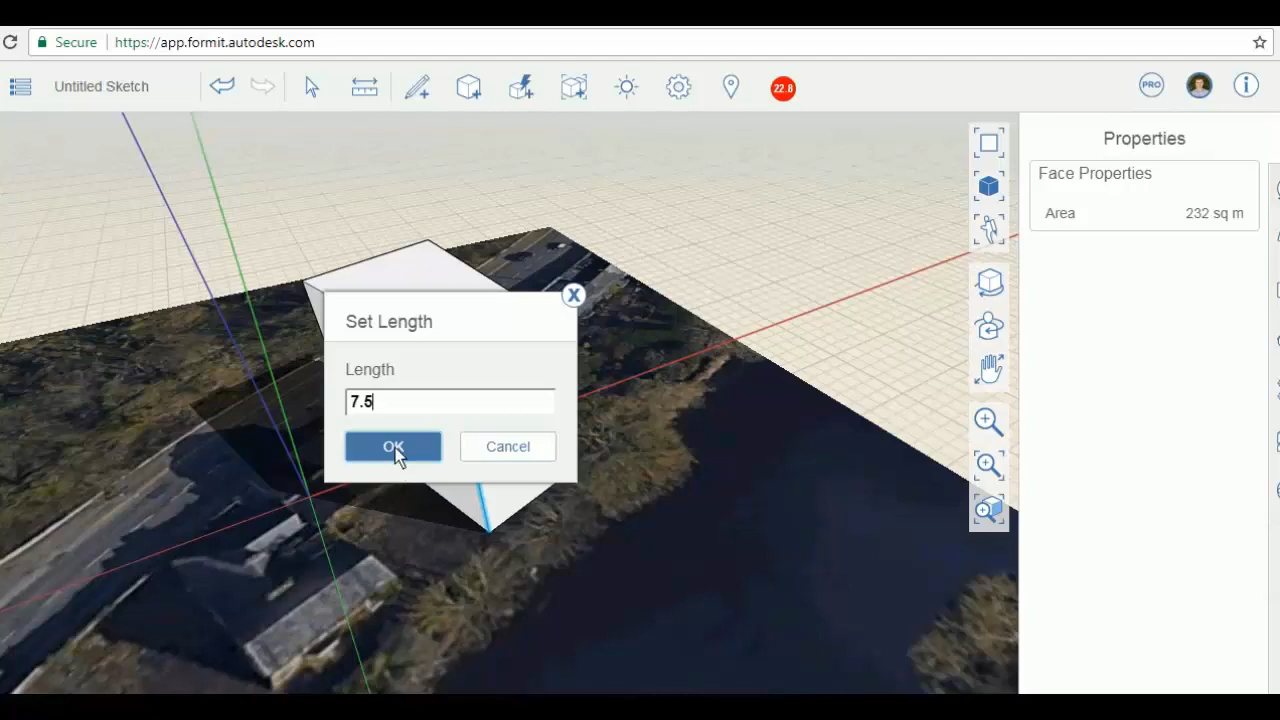 Secure https://app.formit.autodesk.com
Untitled Sketch
22.8
PRO
Properties
Face Properties
Area 232 sq m
Set Length
X
Length
7.5
OK Cancel